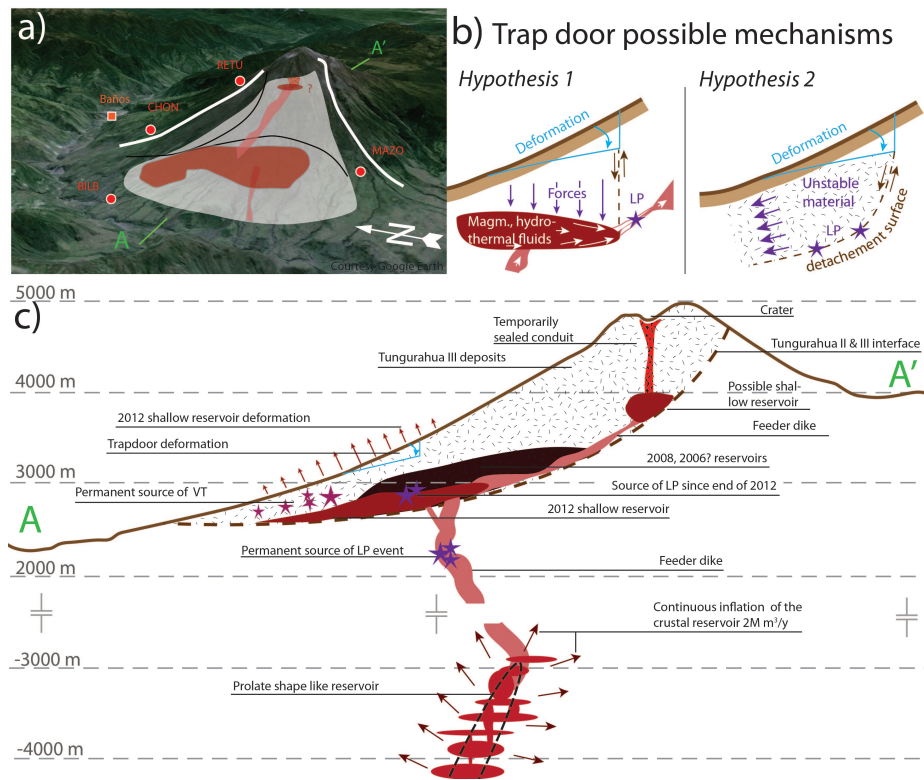 a)
A'
RETU
?
Baños
CHON
MAZO
BILB
A
N
Courtesy Google Earth
b) Trap door possible mechanisms
Hypothesis 1
Deformation
Forces
LP
Magm., hydro-
thermal fluids
Hypothesis 2
Deformation
Unstable
material
LP
detachement surface
5000 m
c)
Crater
Temporarily
sealed conduit
Tungurahua II & III interface
Tungurahua III deposits
A'
4000 m
Possible shal-
low reservoir
2012 shallow reservoir deformation
Feeder dike
Trapdoor deformation
2008, 2006? reservoirs
3000 m
Permanent source of VT
Source of LP since end of 2012
A
2012 shallow reservoir
Permanent source of LP event
Feeder dike
2000 m
Continuous inflation of the
crustal reservoir 2M m³/y
-3000 m
Prolate shape like reservoir
-4000 m